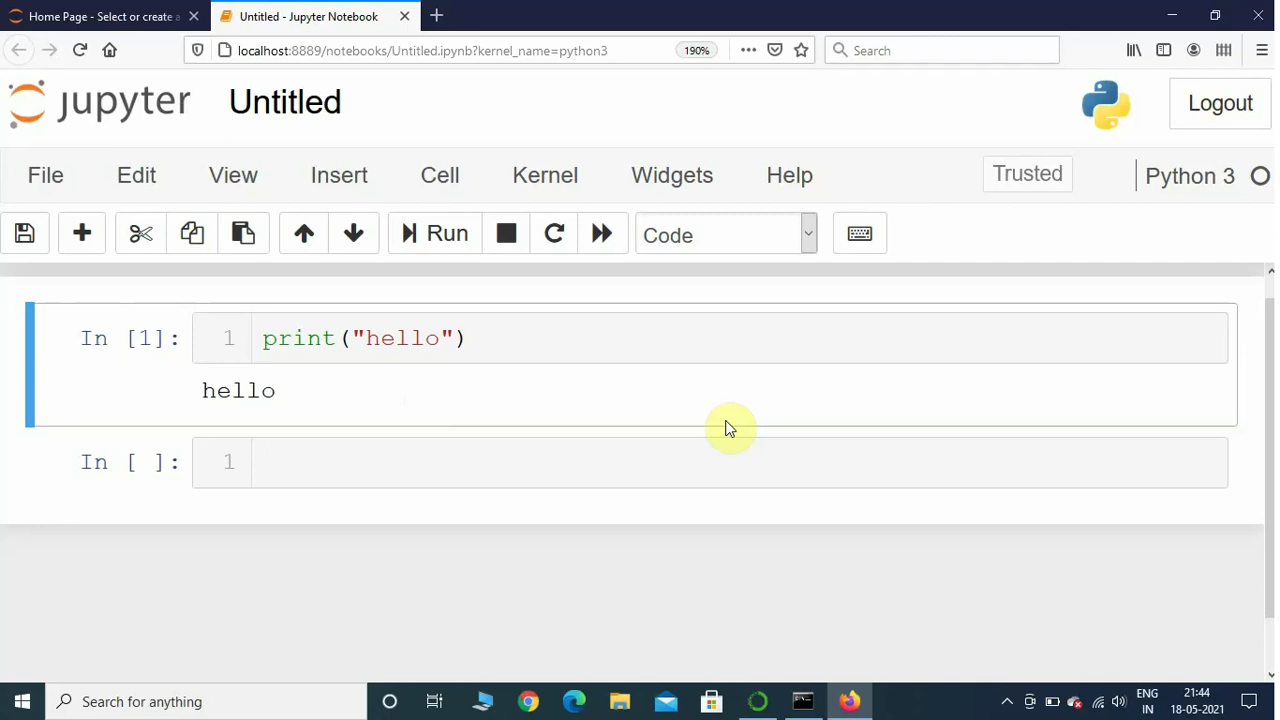 Home Page - Select or create a
Untitled - Jupyter Notebook
localhost:8889/notebooks/Untitled.ipynb?kernel_name=python3
190%
Search
jupyter
Untitled
Logout
File Edit View Insert Cell Kernel Widgets Help
Trusted
Python 3
Run
Code
In [1]: 1 print("hello")
hello
In [ ]: 1
Search for anything
ENG
IN
21:44
18-05-2021